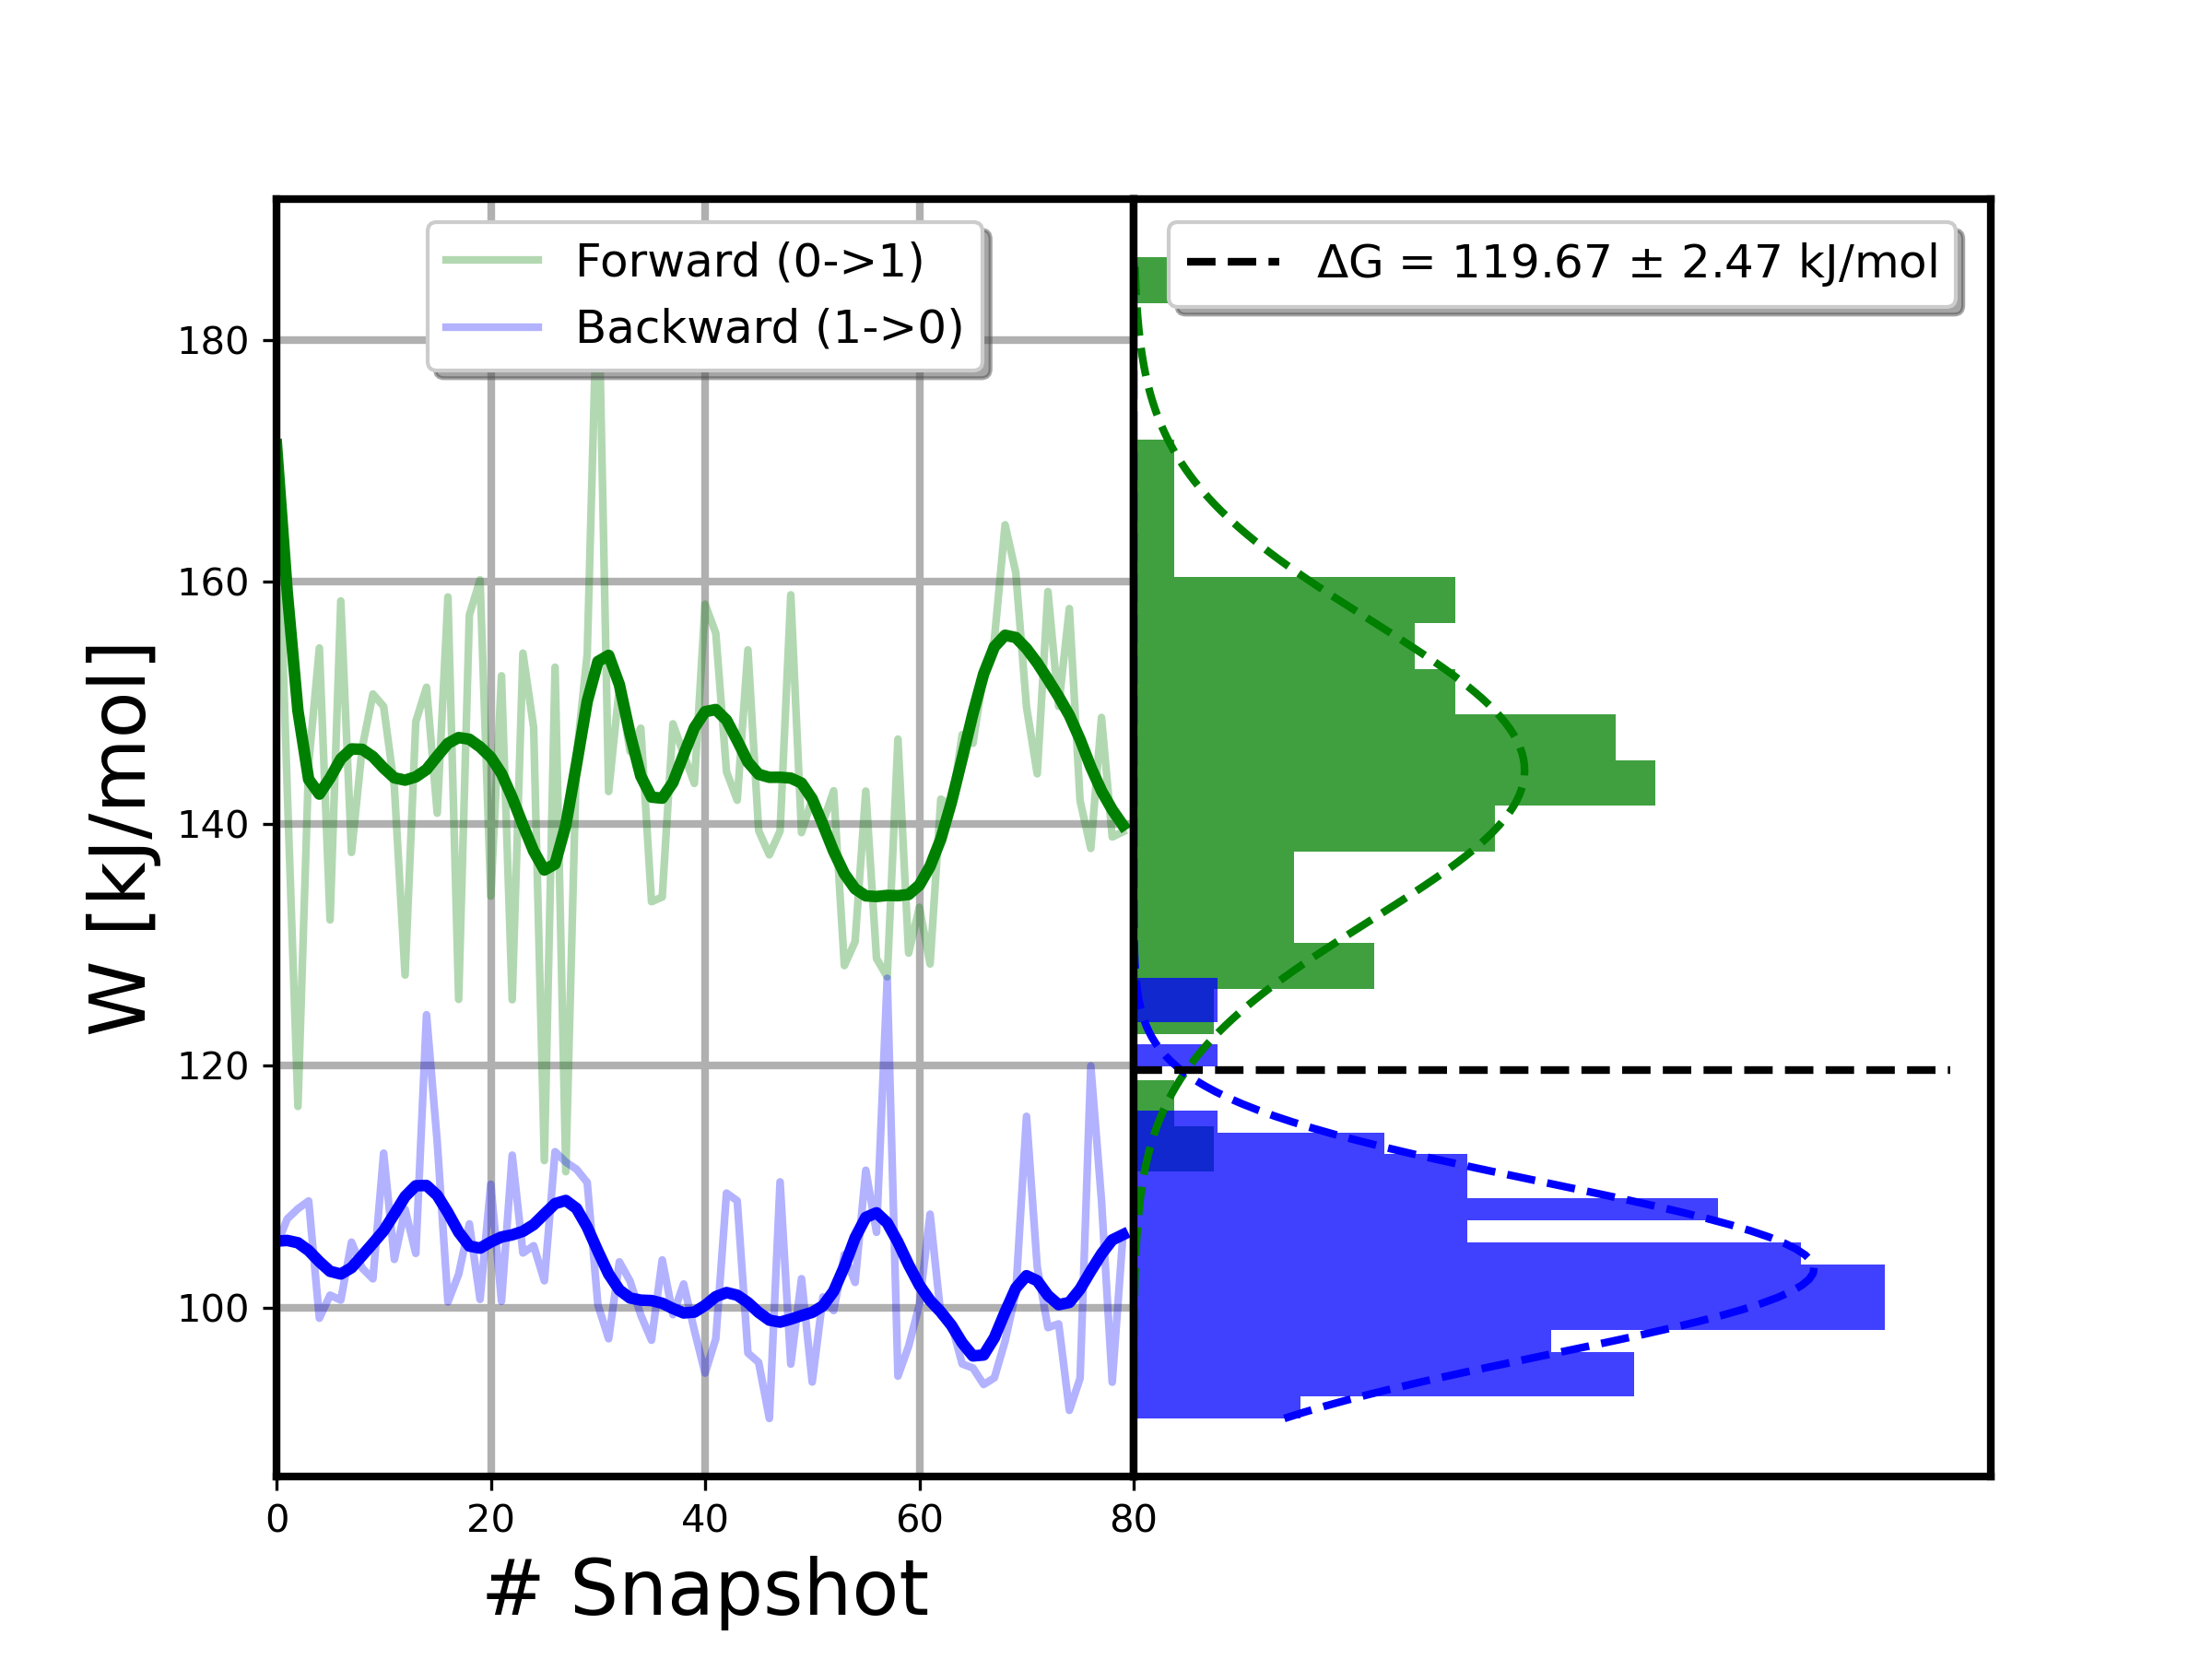 Forward (0->1)
Backward (1->0)
ΔG = 119.67 ± 2.47 kJ/mol
180
160
140
120
100
W [kJ/mol]
0 20 40 60 80
# Snapshot